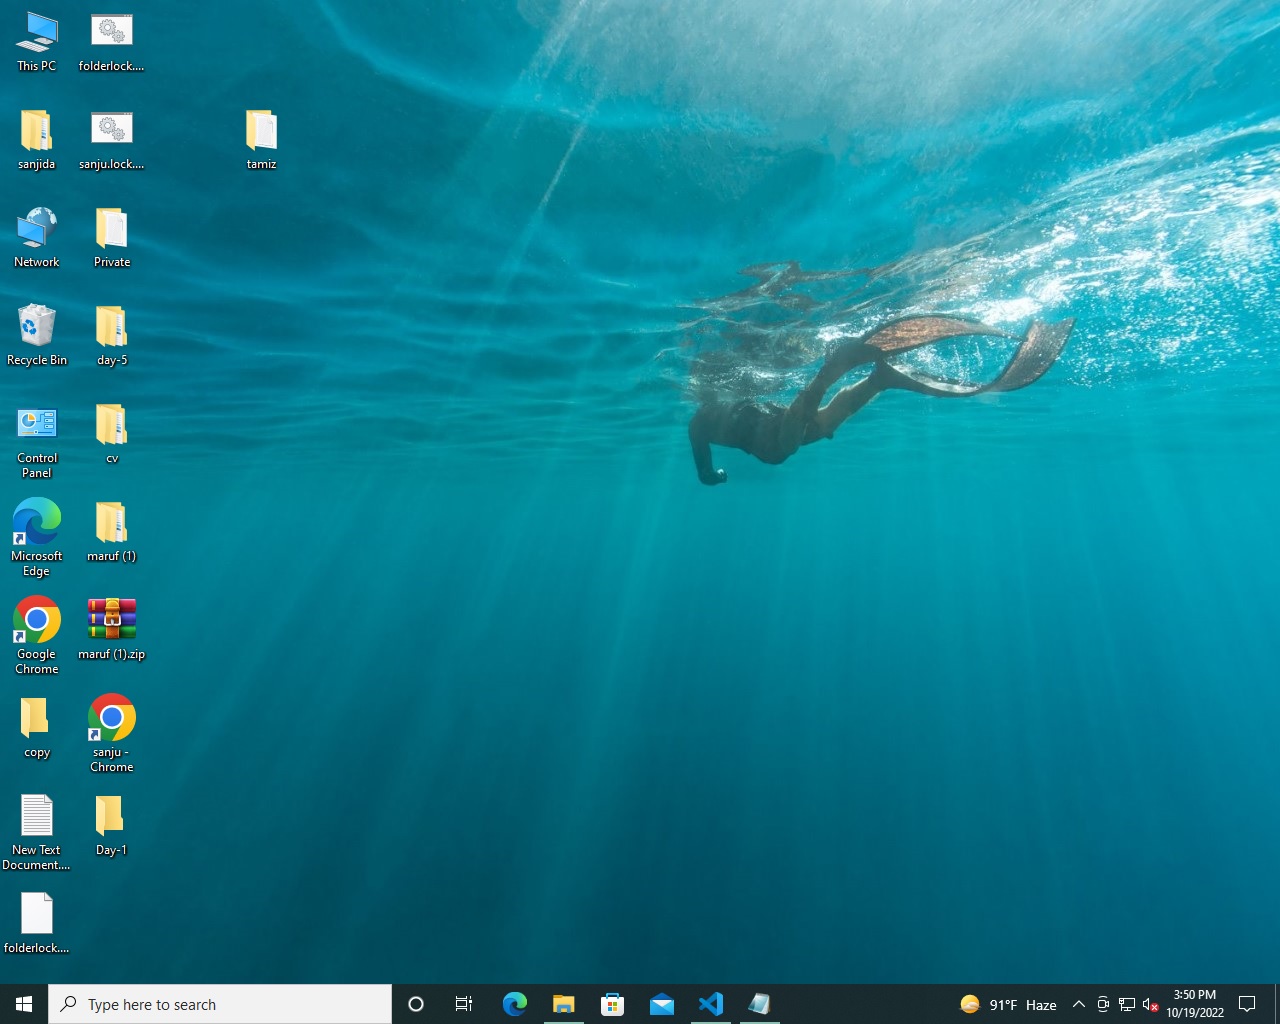 This PC
folderlock....
sanjida
sanju.lock....
tamiz
Network
Private
Recycle Bin
day-5
Control
Panel
cv
Microsoft
Edge
maruf (1)
Google
Chrome
maruf (1).zip
copy
sanju -
Chrome
New Text
Document....
Day-1
folderlock....
Type here to search
91°F Haze
3:50 PM
10/19/2022